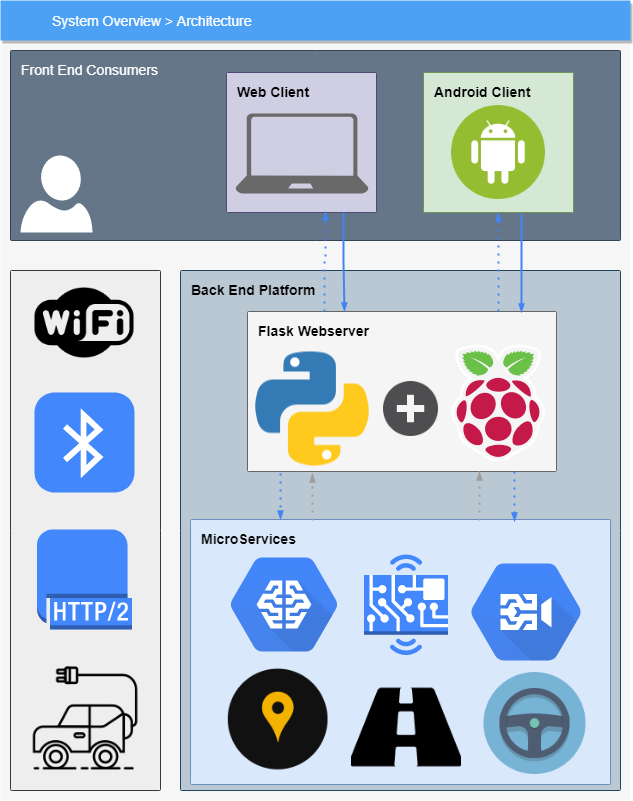 System Overview > Architecture
Front End Consumers
Web Client
Android Client
WiFi
Back End Platform
Flask Webserver
HTTP/2
MicroServices